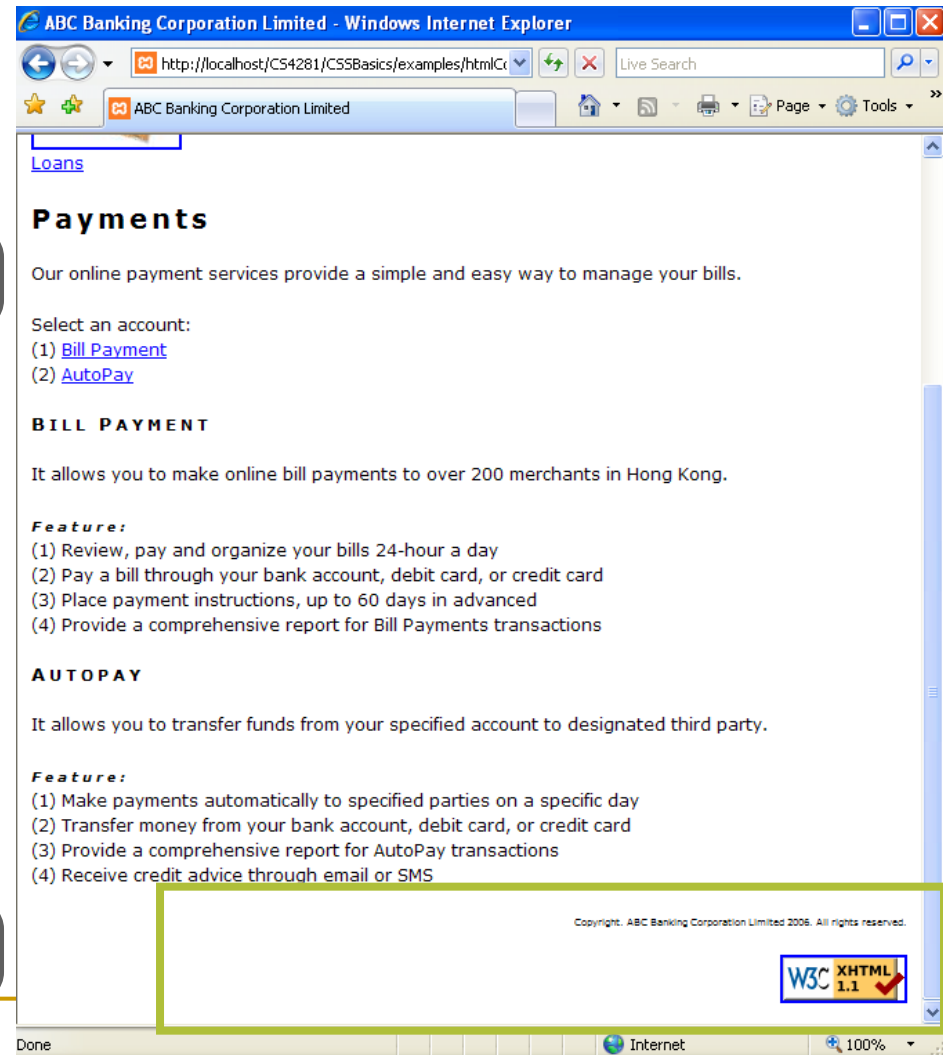 ABC Banking Corporation Limited - Windows Internet Explorer
http://localhost/CS4281/CSSBasics/examples/htmlCo
Live Search
ABC Banking Corporation Limited
Page
Tools
»
Loans
Payments
Our online payment services provide a simple and easy way to manage your bills.
Select an account:
(1) Bill Payment
(2) AutoPay
BILL PAYMENT
It allows you to make online bill payments to over 200 merchants in Hong Kong.
Feature:
(1) Review, pay and organize your bills 24-hour a day
(2) Pay a bill through your bank account, debit card, or credit card
(3) Place payment instructions, up to 60 days in advanced
(4) Provide a comprehensive report for Bill Payments transactions
AUTOPAY
It allows you to transfer funds from your specified account to designated third party.
Feature:
(1) Make payments automatically to specified parties on a specific day
(2) Transfer money from your bank account, debit card, or credit card
(3) Provide a comprehensive report for AutoPay transactions
(4) Receive credit advice through email or SMS
Copyright. ABC Banking Corporation Limited 2006. All rights reserved.
W3C XHTML 1.1
Done
Internet
100%